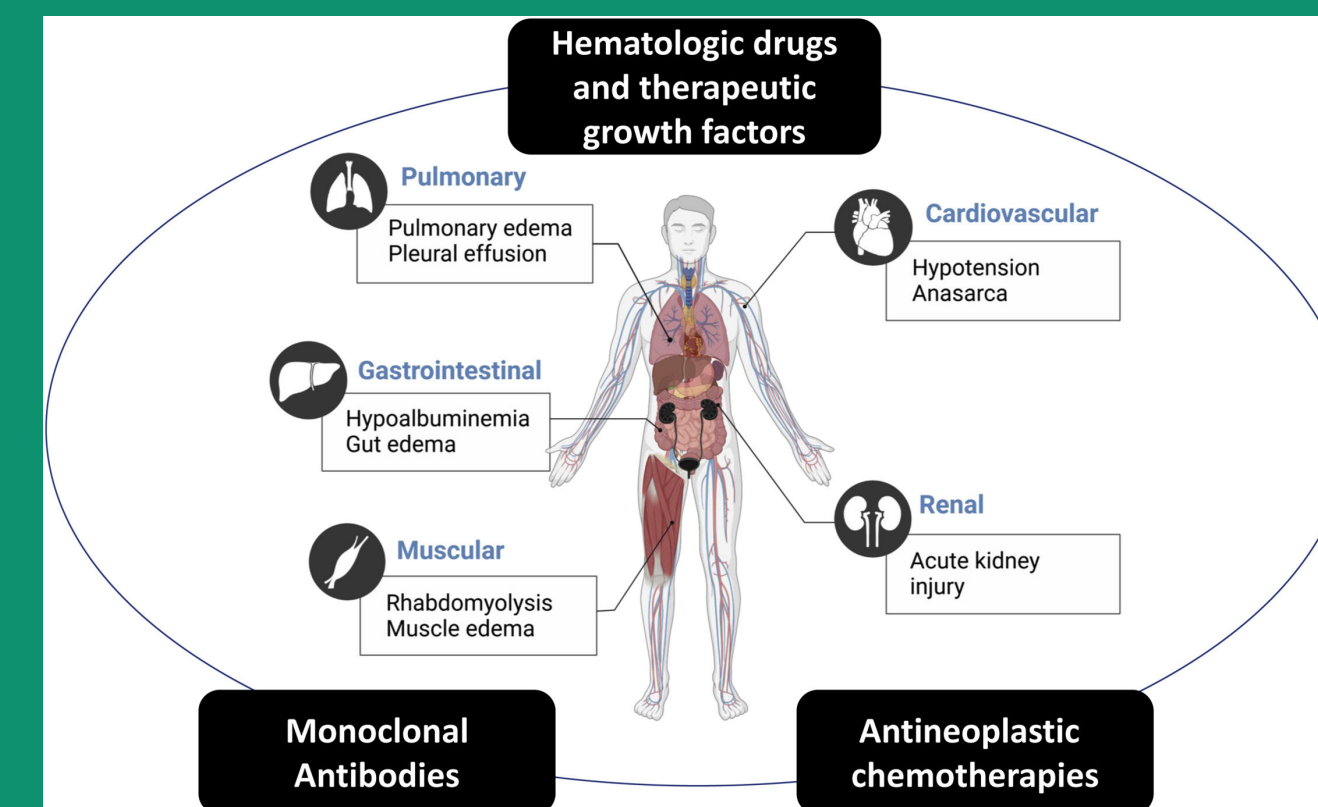 Hematologic drugs
and therapeutic
growth factors
Pulmonary
Pulmonary edema
Pleural effusion
Cardiovascular
Hypotension
Anasarca
Gastrointestinal
Hypoalbuminemia
Gut edema
Renal
Acute kidney
injury
Muscular
Rhabdomyolysis
Muscle edema
Monoclonal
Antibodies
Antineoplastic
chemotherapies